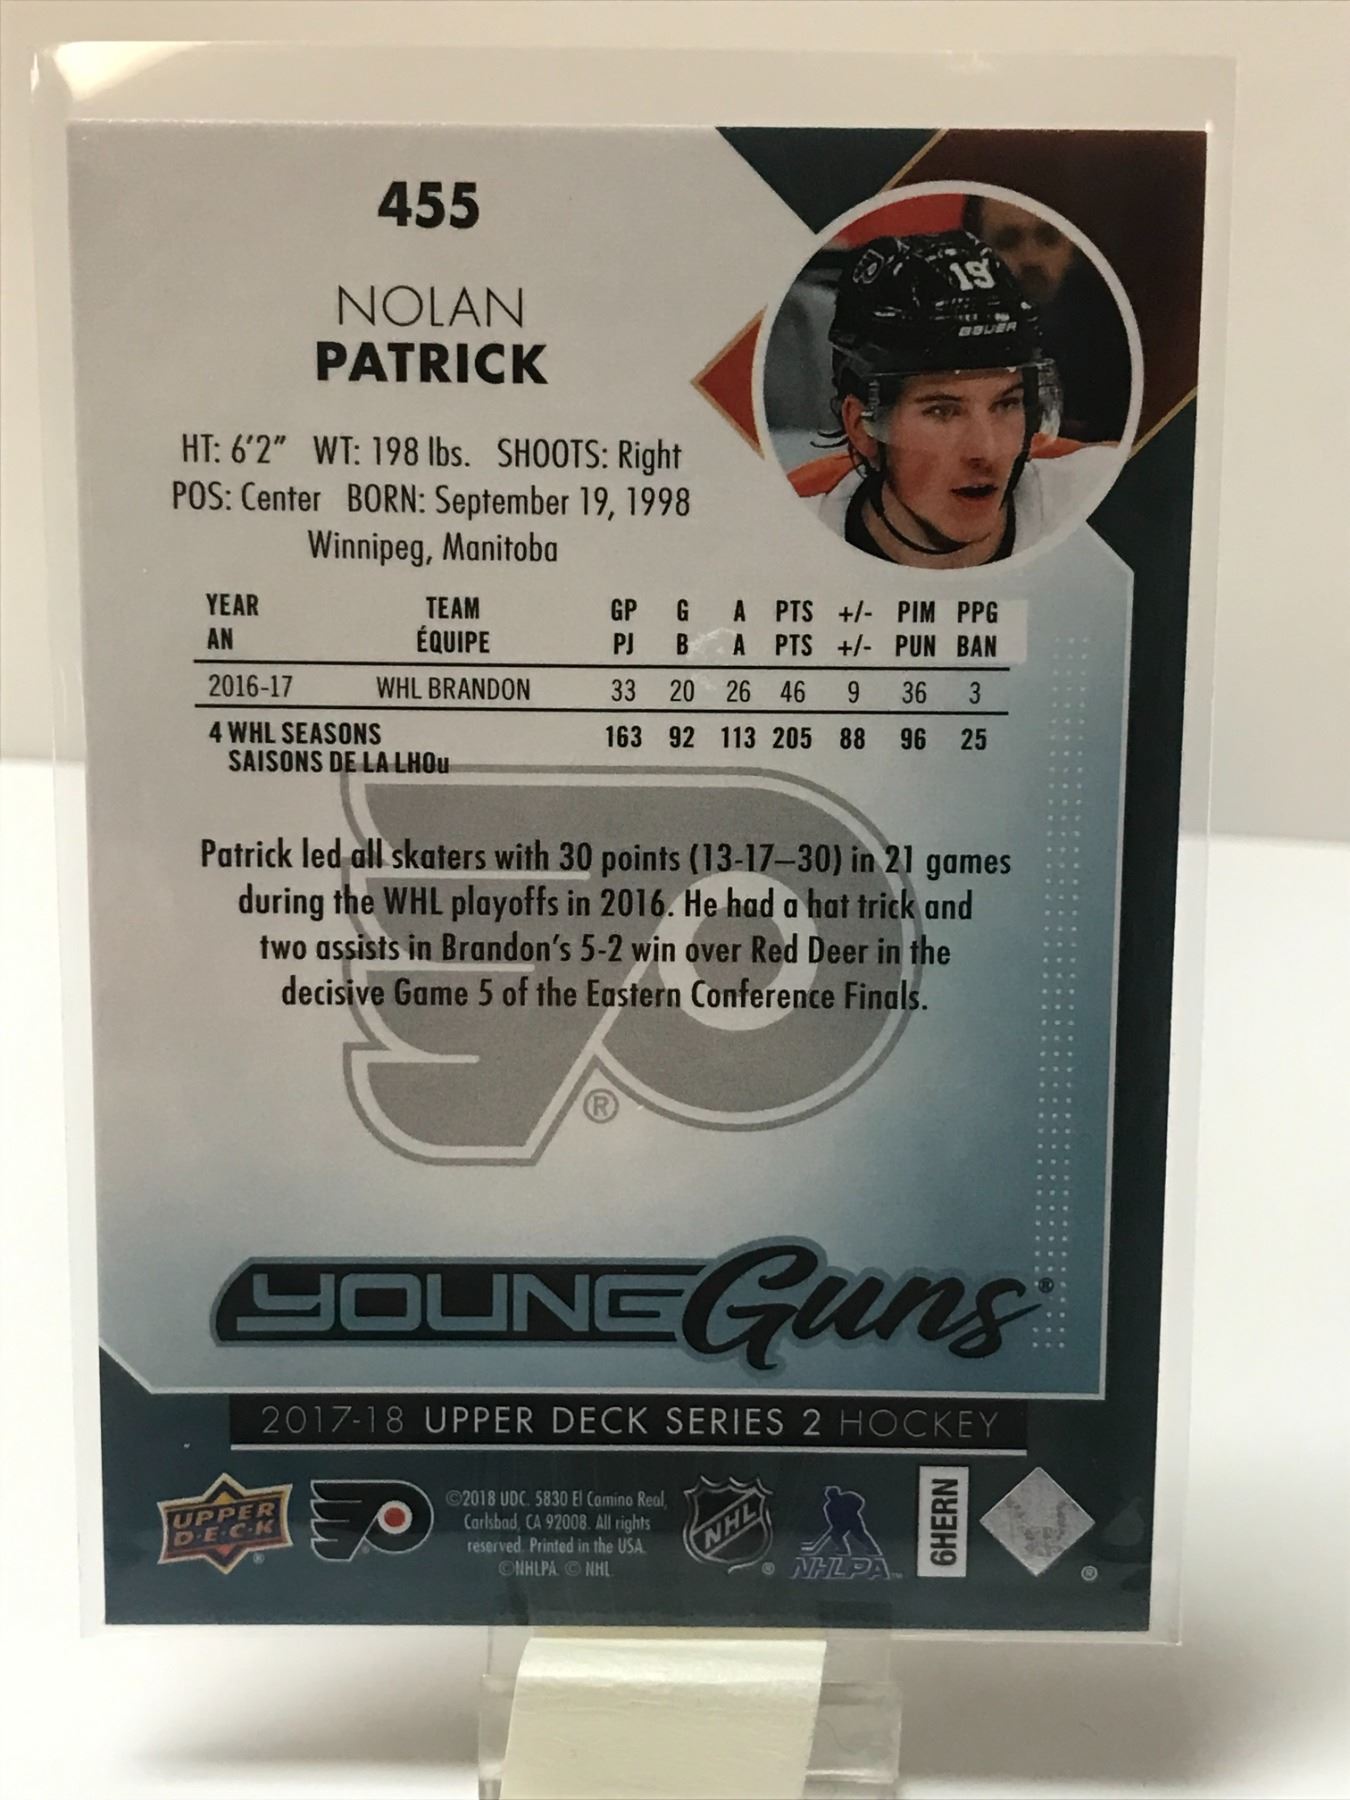 455
19
BAUER
NOLAN
PATRICK
HT: 6'2" WT: 198 lbs. SHOOTS: Right
POS: Center BORN: September 19, 1998
Winnipeg, Manitoba
YEAR TEAM GP G A PTS +/- PIM PPG
AN ÉQUIPE PJ B A PTS +/- PUN BAN
2016-17 WHL BRANDON 33 20 26 46 9 36 3
4 WHL SEASONS 163 92 113 205 88 96 25
SAISONS DE LA LHOu
Patrick led all skaters with 30 points (13-17–30) in 21 games
during the WHL playoffs in 2016. He had a hat trick and
two assists in Brandon's 5-2 win over Red Deer in the
decisive Game 5 of the Eastern Conference Finals.
®
YOUNG Guns®
2017-18 UPPER DECK SERIES 2 HOCKEY
UPPER
D·E·C·K
®
©2018 UDC. 5830 El Camino Real,
Carlsbad, CA 92008. All rights
reserved. Printed in the USA.
©NHLPA. © NHL.
NHL
®
NHLPA™
6HERN
®